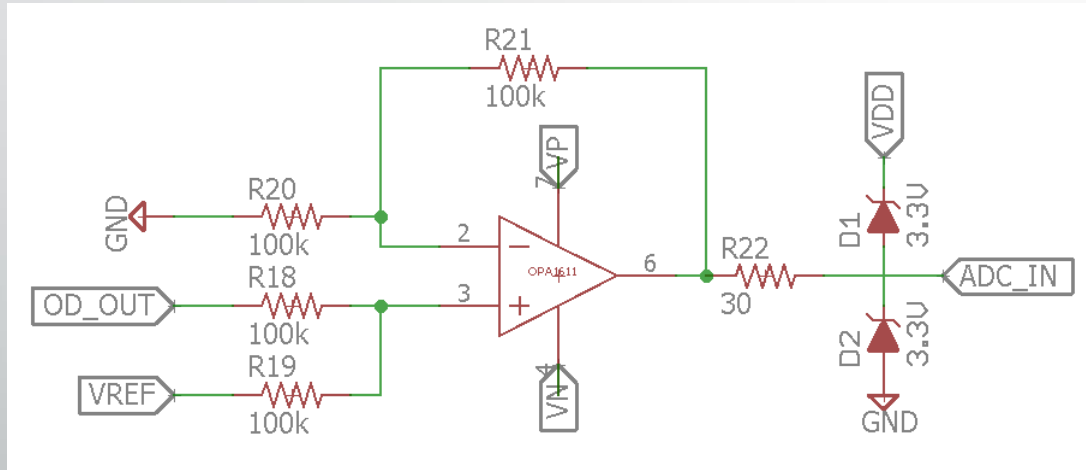 R21
100k
VDD
VP
7
R20
GND
100k
2
D1
3.3V
OPA1611
6
R22
30
ADC_IN
OD_OUT
R18
100k
3
D2
3.3V
R19
VREF
100k
4
VN
GND